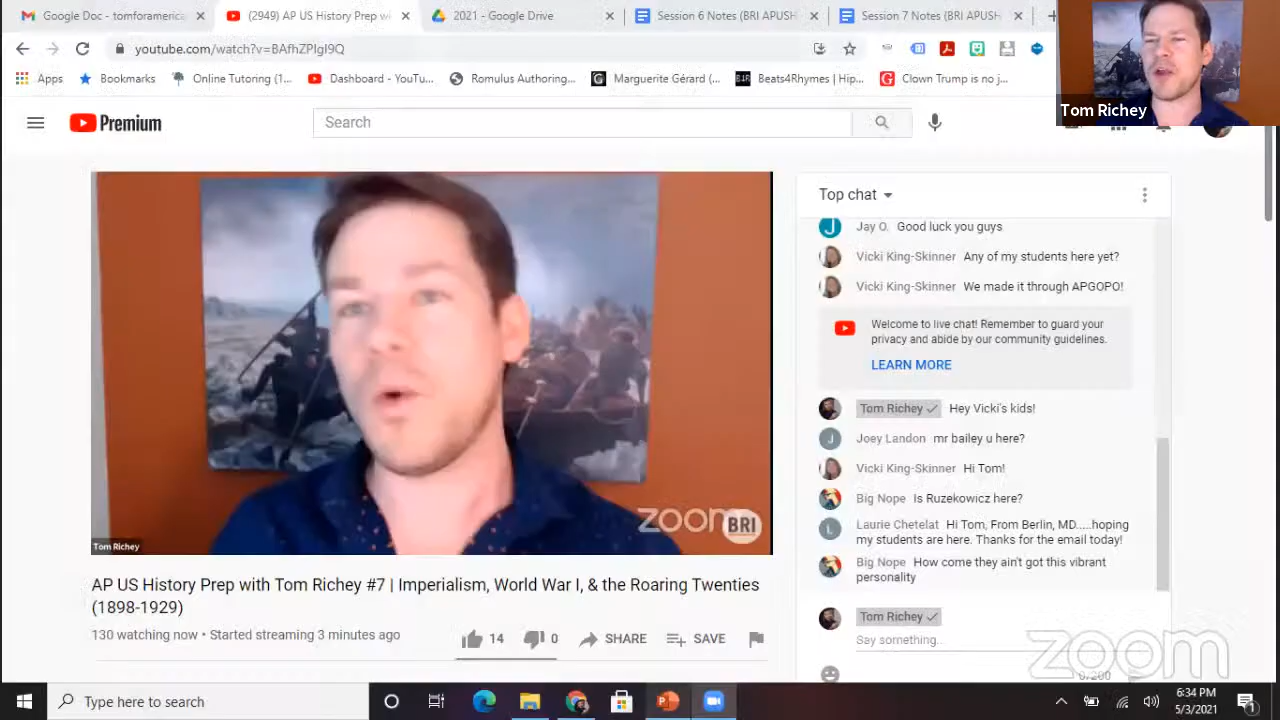 Google Doc - tomforamerica
(2949) AP US History Prep w
2021 - Google Drive
Session 6 Notes (BRI APUSH
Session 7 Notes (BRI APUSH
youtube.com/watch?v=BAfhZPIgI9Q
Apps
Bookmarks
Online Tutoring (1...
Dashboard - YouTu...
Romulus Authoring...
Marguerite Gérard (...
Beats4Rhymes | Hip...
Clown Trump is no j...
Tom Richey
Premium
Search
zoom
BRI
Tom Richey
AP US History Prep with Tom Richey #7 | Imperialism, World War I, & the Roaring Twenties
(1898-1929)
130 watching now • Started streaming 3 minutes ago
14
0
SHARE
SAVE
Top chat
Jay O. Good luck you guys
Vicki King-Skinner Any of my students here yet?
Vicki King-Skinner We made it through APGOPO!
Welcome to live chat! Remember to guard your
privacy and abide by our community guidelines.
LEARN MORE
Tom Richey Hey Vicki's kids!
Joey Landon mr bailey u here?
Vicki King-Skinner Hi Tom!
Big Nope Is Ruzekowicz here?
Laurie Chetelat Hi Tom, From Berlin, MD.....hoping
my students are here. Thanks for the email today!
Big Nope How come they ain't got this vibrant
personality
Tom Richey
Say something...
0/200
zoom
Type here to search
6:34 PM
5/3/2021
1